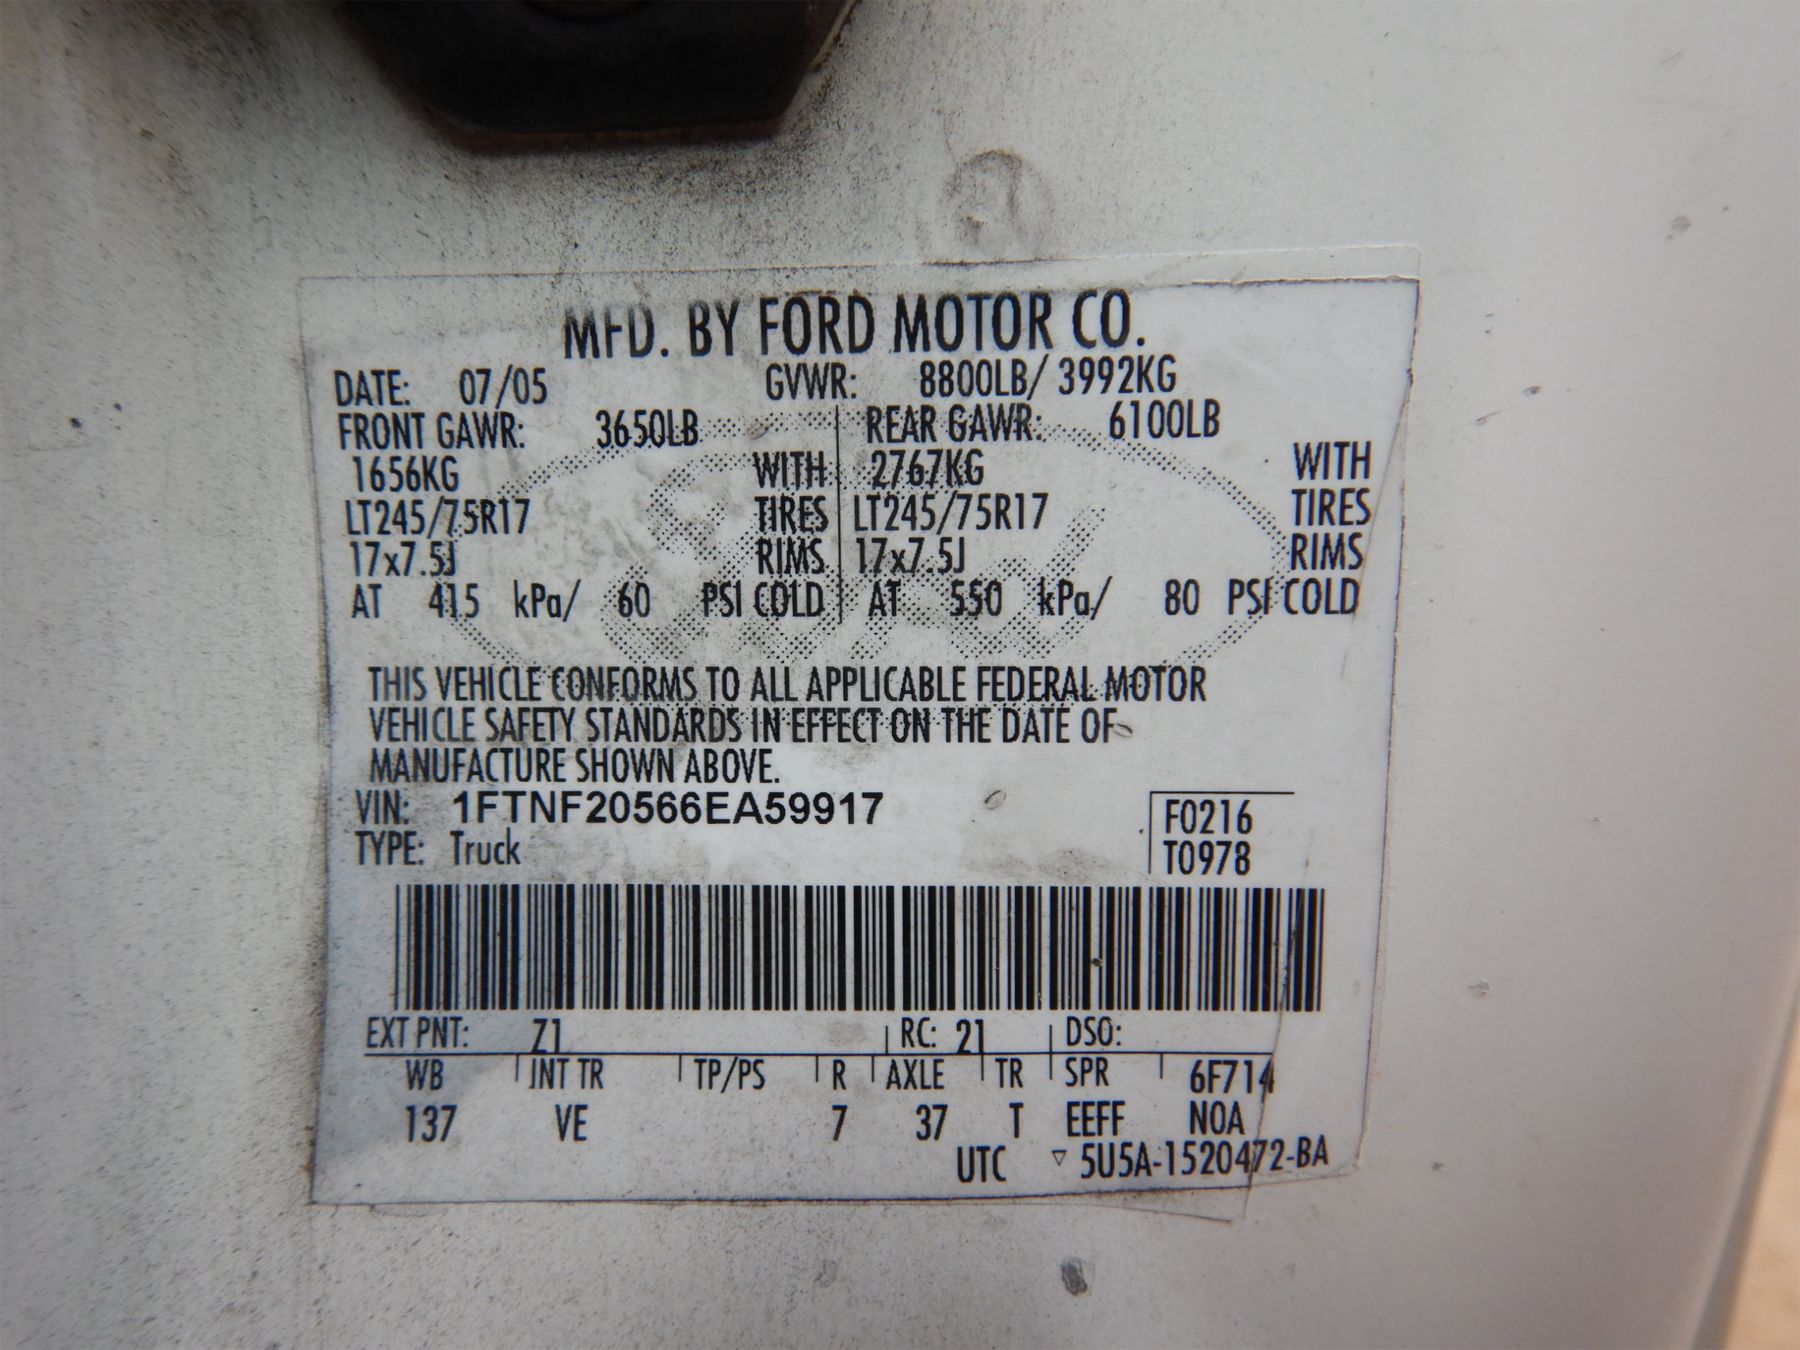 MFD. BY FORD MOTOR CO.
DATE: 07/05 GVWR: 8800LB/ 3992KG
FRONT GAWR: 3650LB REAR GAWR: 6100LB
1656KG WITH 2767KG WITH
LT245/75R17 TIRES LT245/75R17 TIRES
17x7.5J RIMS 17x7.5J RIMS
AT 415 kPa/ 60 PSI COLD AT 550 kPa/ 80 PSI COLD
THIS VEHICLE CONFORMS TO ALL APPLICABLE FEDERAL MOTOR
VEHICLE SAFETY STANDARDS IN EFFECT ON THE DATE OF
MANUFACTURE SHOWN ABOVE.
VIN: 1FTNF20566EA59917 F0216
TYPE: Truck T0978
EXT PNT: Z1 RC: 21 DSO:
WB INT TR TP/PS R AXLE TR SPR 6F714
137 VE 7 37 T EEFF NOA
UTC ▽ 5U5A-1520472-BA